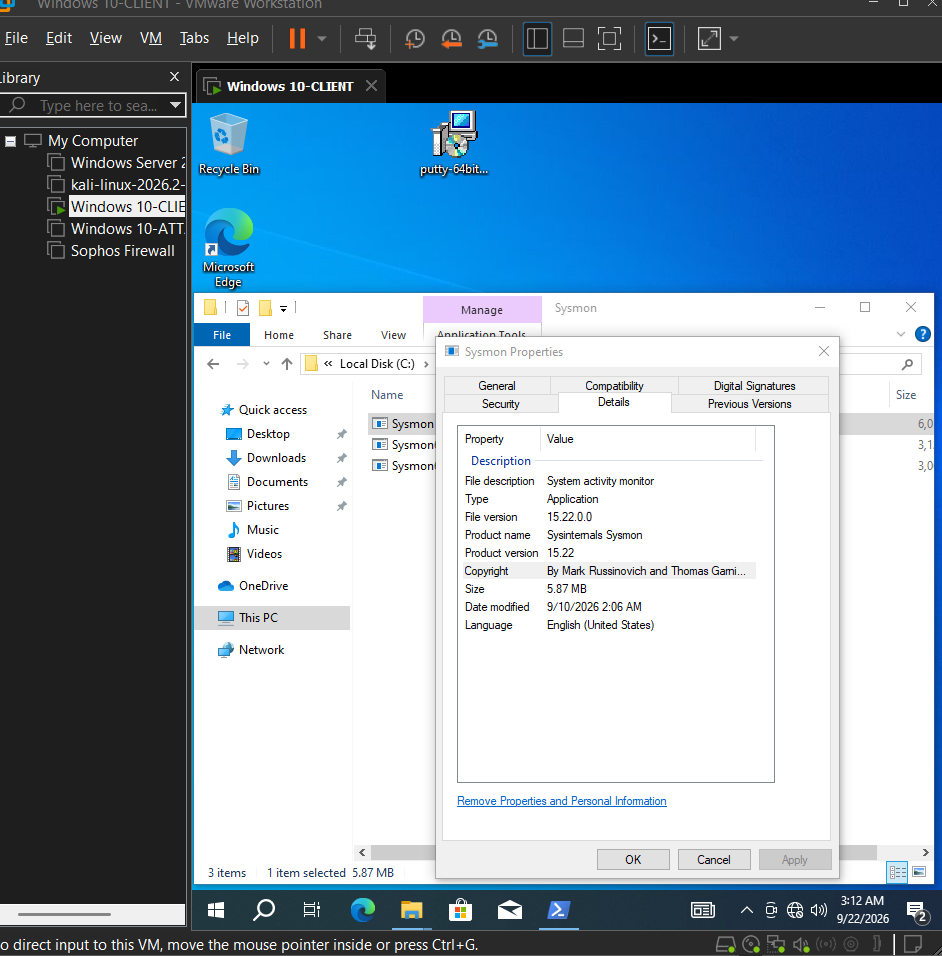 Windows 10-CLIENT - VMware Workstation
File Edit View VM Tabs Help
Library
Type here to sea...
My Computer
Windows Server 2
kali-linux-2026.2-
Windows 10-CLIE
Windows 10-ATT.
Sophos Firewall
Windows 10-CLIENT
Recycle Bin
putty-64bit...
Microsoft
Edge
Manage
Sysmon
File Home Share View Application Tools
« Local Disk (C:) ›
Name
Size
Quick access
Desktop
Downloads
Documents
Pictures
Music
Videos
OneDrive
This PC
Network
Sysmon
6,0
Sysmon
3,1
Sysmon
3,0
Sysmon Properties
General Compatibility Digital Signatures
Security Details Previous Versions
Property Value
Description
File description System activity monitor
Type Application
File version 15.22.0.0
Product name Sysinternals Sysmon
Product version 15.22
Copyright By Mark Russinovich and Thomas Garni...
Size 5.87 MB
Date modified 9/10/2026 2:06 AM
Language English (United States)
Remove Properties and Personal Information
OK Cancel Apply
3 items 1 item selected 5.87 MB
3:12 AM
9/22/2026
2
o direct input to this VM, move the mouse pointer inside or press Ctrl+G.